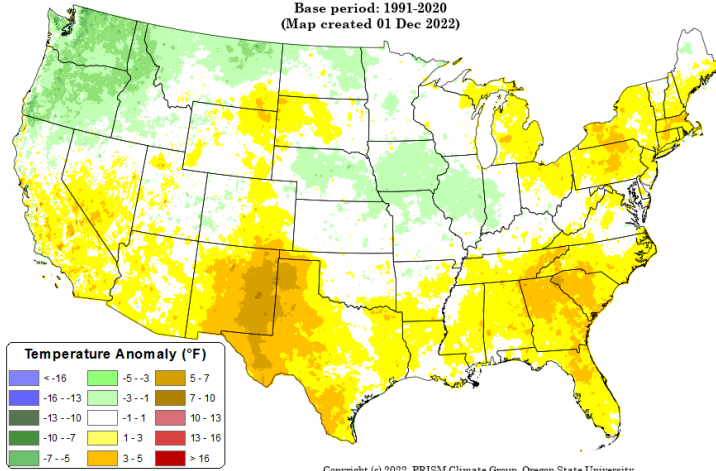 Base period: 1991-2020
(Map created 01 Dec 2022)
Temperature Anomaly (°F)
< -16
-5 - -3
5 - 7
-16 - -13
-3 - -1
7 - 10
-13 - -10
-1 - 1
10 - 13
-10 - -7
1 - 3
13 - 16
-7 - -5
3 - 5
> 16
Copyright (c) 2022, PRISM Climate Group, Oregon State University